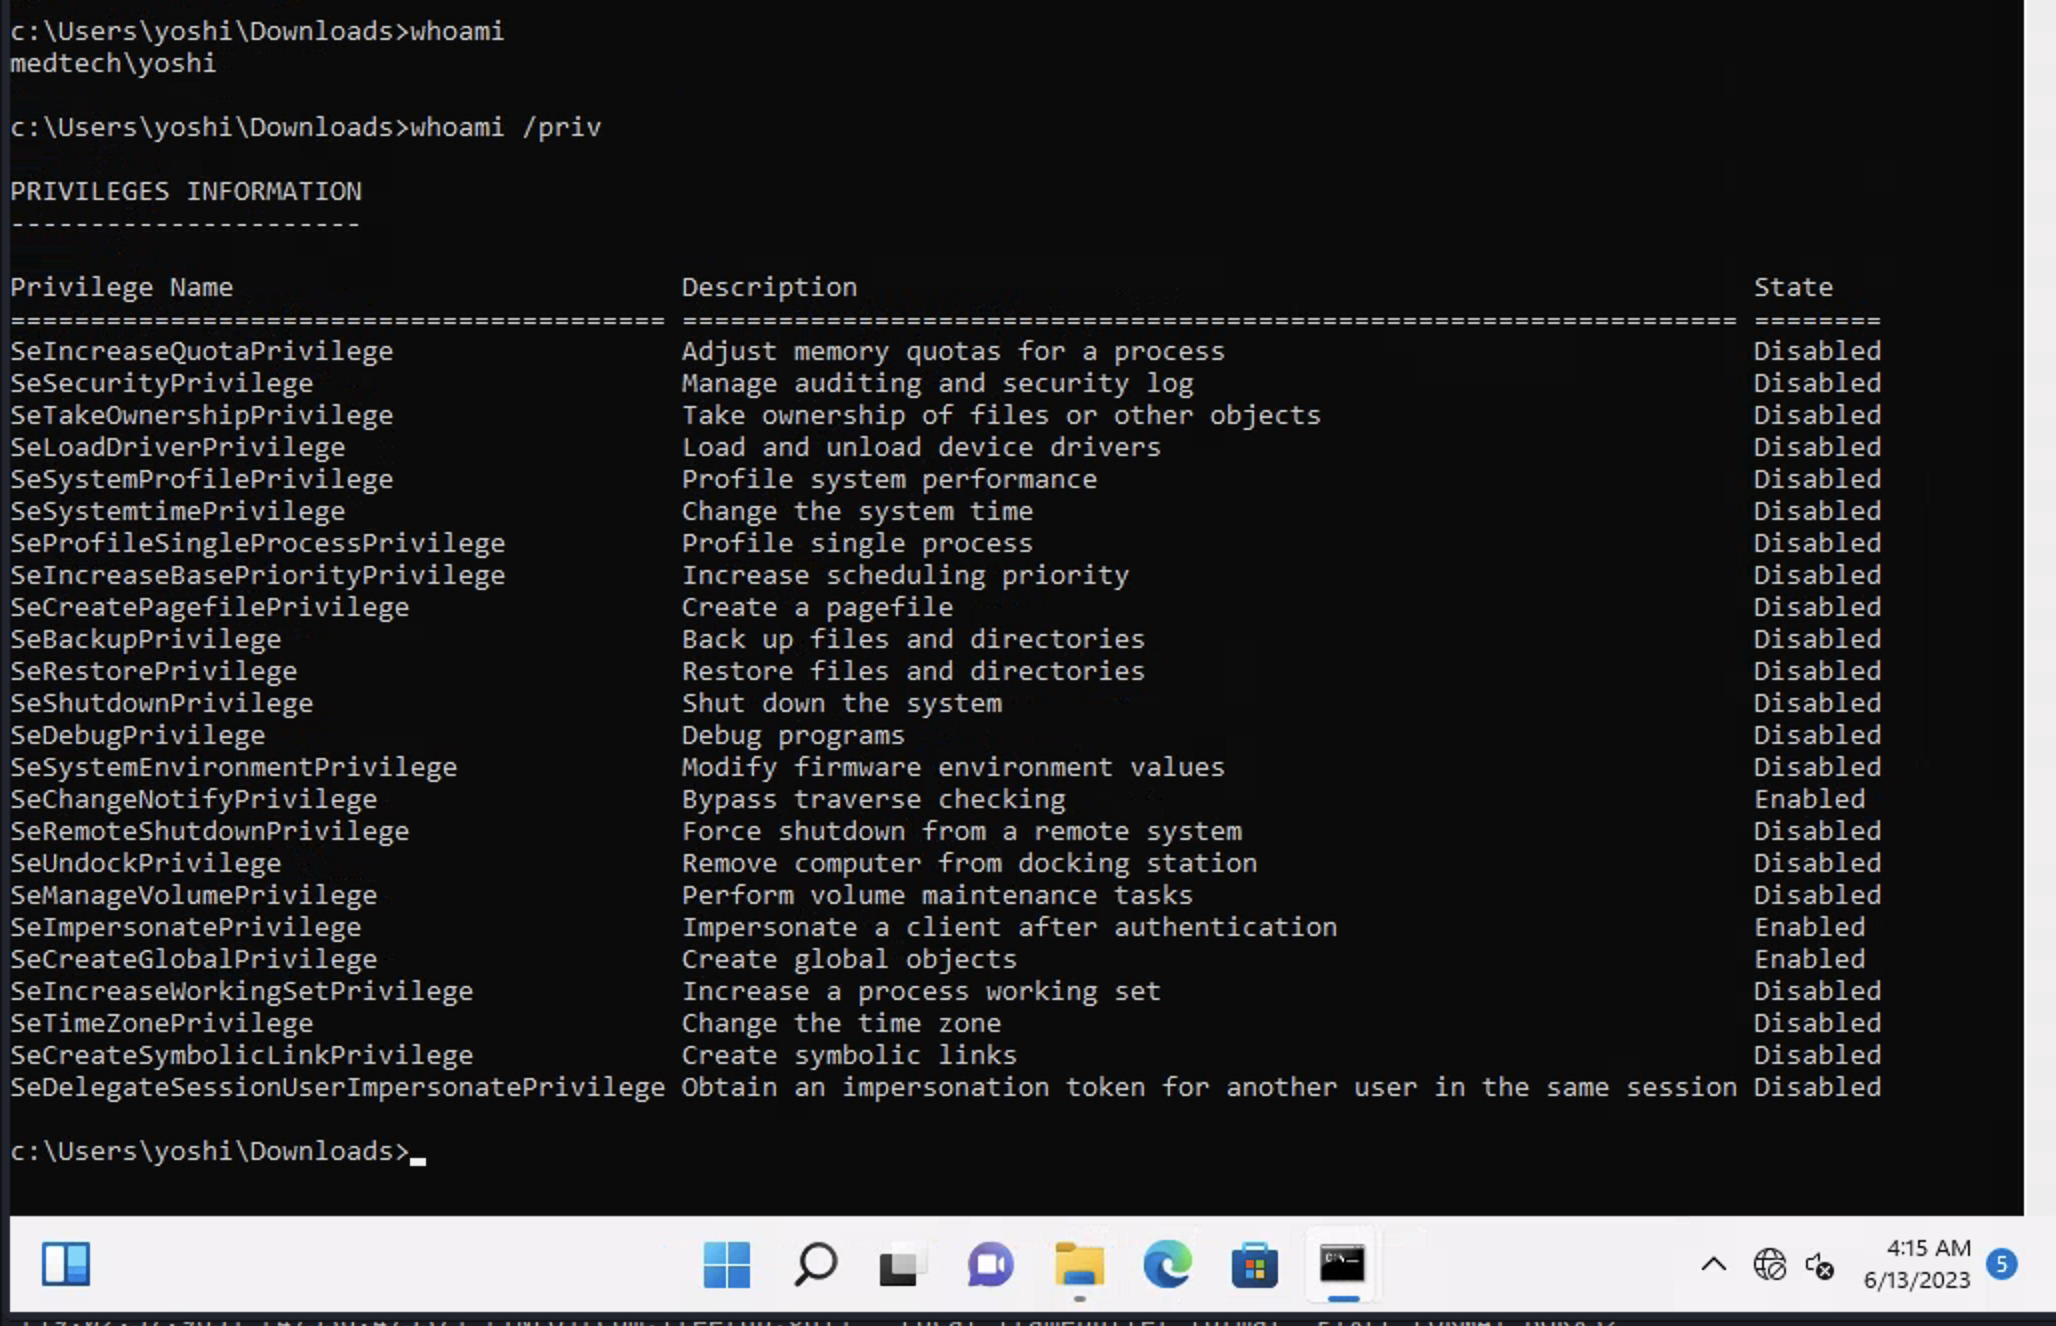 c:\Users\yoshi\Downloads>whoami
medtech\yoshi
c:\Users\yoshi\Downloads>whoami /priv
PRIVILEGES INFORMATION
----------------------
Privilege Name Description State
========================================= ================================================================== ========
SeIncreaseQuotaPrivilege Adjust memory quotas for a process Disabled
SeSecurityPrivilege Manage auditing and security log Disabled
SeTakeOwnershipPrivilege Take ownership of files or other objects Disabled
SeLoadDriverPrivilege Load and unload device drivers Disabled
SeSystemProfilePrivilege Profile system performance Disabled
SeSystemtimePrivilege Change the system time Disabled
SeProfileSingleProcessPrivilege Profile single process Disabled
SeIncreaseBasePriorityPrivilege Increase scheduling priority Disabled
SeCreatePagefilePrivilege Create a pagefile Disabled
SeBackupPrivilege Back up files and directories Disabled
SeRestorePrivilege Restore files and directories Disabled
SeShutdownPrivilege Shut down the system Disabled
SeDebugPrivilege Debug programs Disabled
SeSystemEnvironmentPrivilege Modify firmware environment values Disabled
SeChangeNotifyPrivilege Bypass traverse checking Enabled
SeRemoteShutdownPrivilege Force shutdown from a remote system Disabled
SeUndockPrivilege Remove computer from docking station Disabled
SeManageVolumePrivilege Perform volume maintenance tasks Disabled
SeImpersonatePrivilege Impersonate a client after authentication Enabled
SeCreateGlobalPrivilege Create global objects Enabled
SeIncreaseWorkingSetPrivilege Increase a process working set Disabled
SeTimeZonePrivilege Change the time zone Disabled
SeCreateSymbolicLinkPrivilege Create symbolic links Disabled
SeDelegateSessionUserImpersonatePrivilege Obtain an impersonation token for another user in the same session Disabled
c:\Users\yoshi\Downloads>
4:15 AM
6/13/2023
5